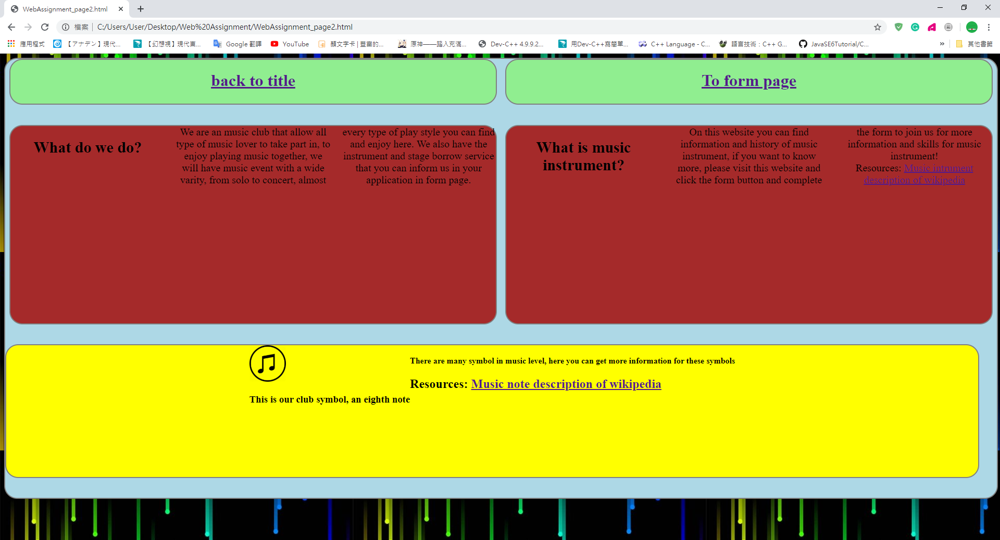 WebAssignment_page2.html
檔案 C:/Users/User/Desktop/Web%20Assignment/WebAssignment_page2.html
應用程式 【アナデン】現代... 【幻想視】現代東... Google 翻譯 YouTube 顏文字卡 | 豐富的... 原神——踏入充滿... Dev-C++ 4.9.9.2... 用Dev-C++寫簡單... C++ Language - C... 語言技術：C++ G... JavaSE6Tutorial/C... » 其他書籤
back to title
To form page
What do we do?
We are an music club that allow all
type of music lover to take part in, to
enjoy playing music together, we
will have music event with a wide
varity, from solo to concert, almost
every type of play style you can find
and enjoy here. We also have the
instrument and stage borrow service
that you can inform us in your
application in form page.
What is music
instrument?
On this website you can find
information and history of music
instrument, if you want to know
more, please visit this website and
click the form button and complete
the form to join us for more
information and skills for music
instrument!
Resources: Music intrument
description of wikipedia
This is our club symbol, an eighth note
There are many symbol in music level, here you can get more information for these symbols
Resources: Music note description of wikipedia